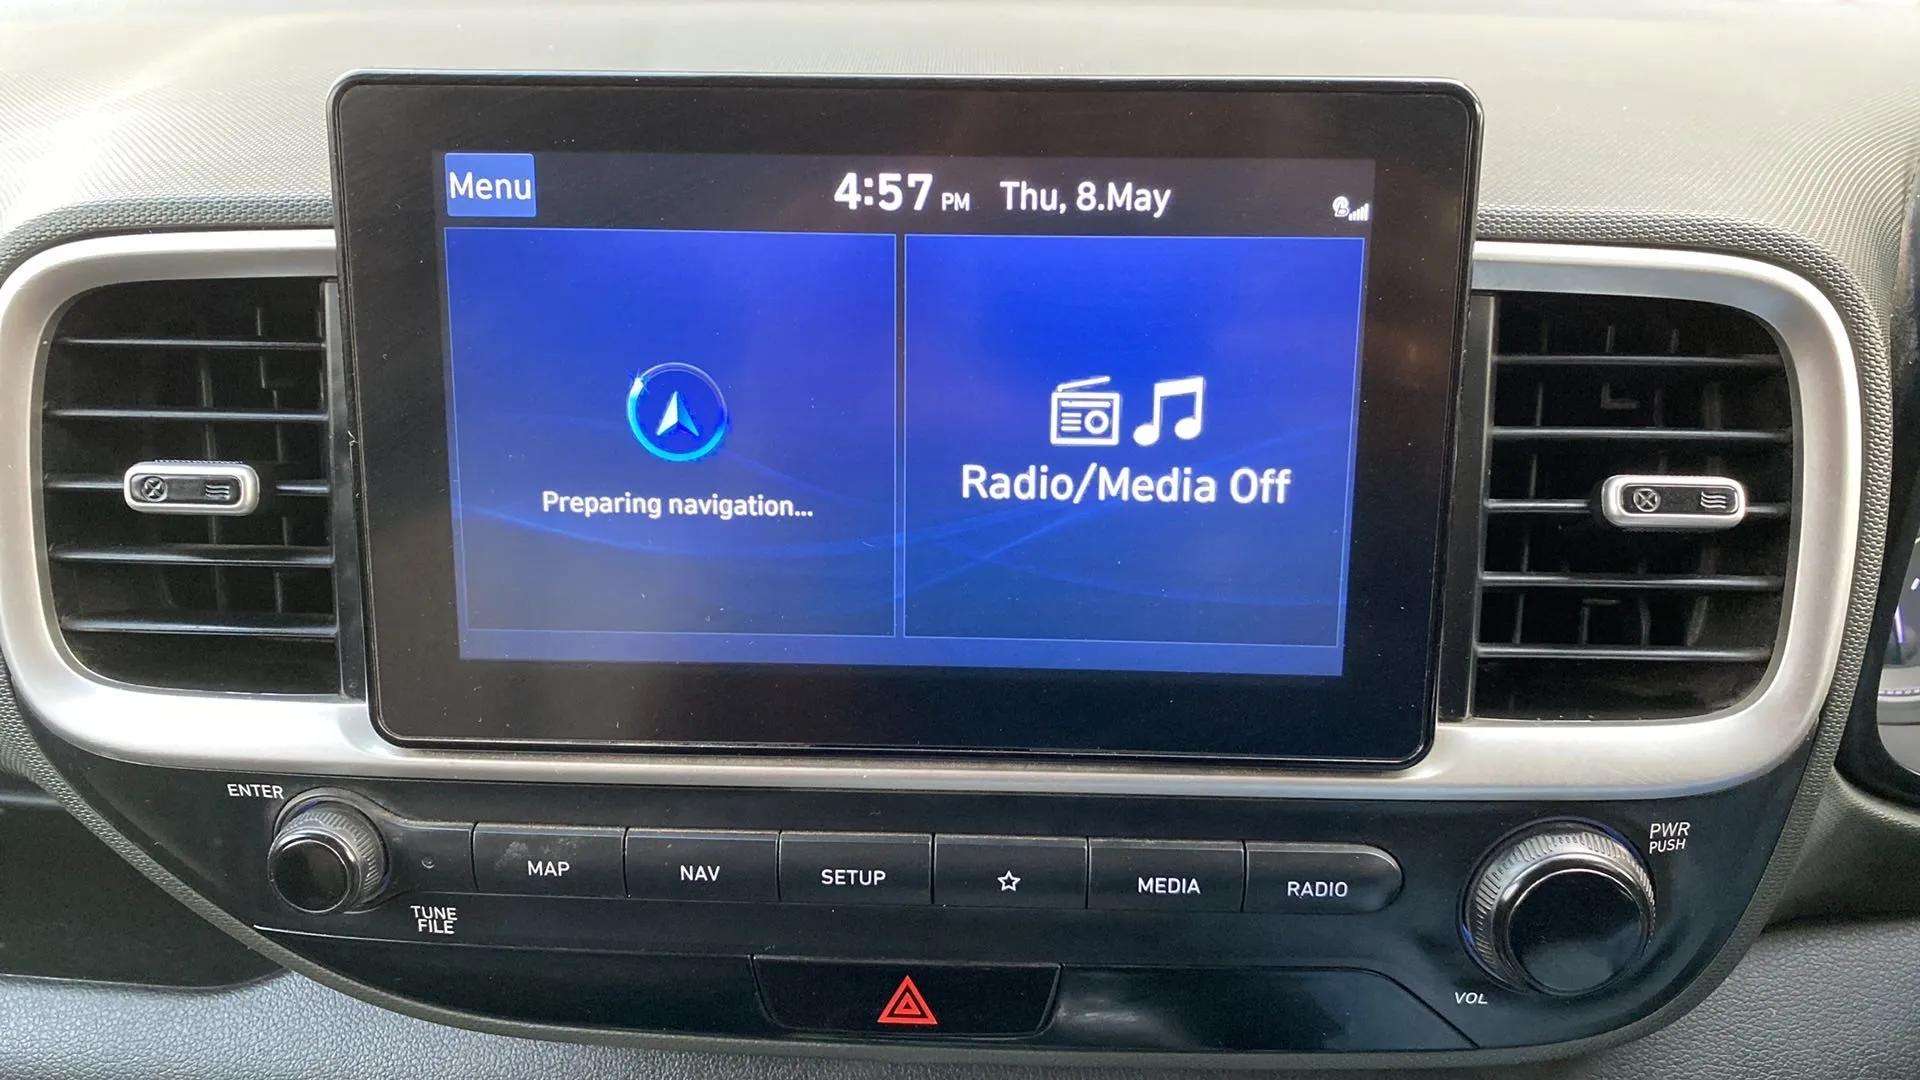 Menu
4:57 PM Thu, 8.May
Preparing navigation...
Radio/Media Off
ENTER
TUNE
FILE
MAP
NAV
SETUP
MEDIA
RADIO
PWR
PUSH
VOL